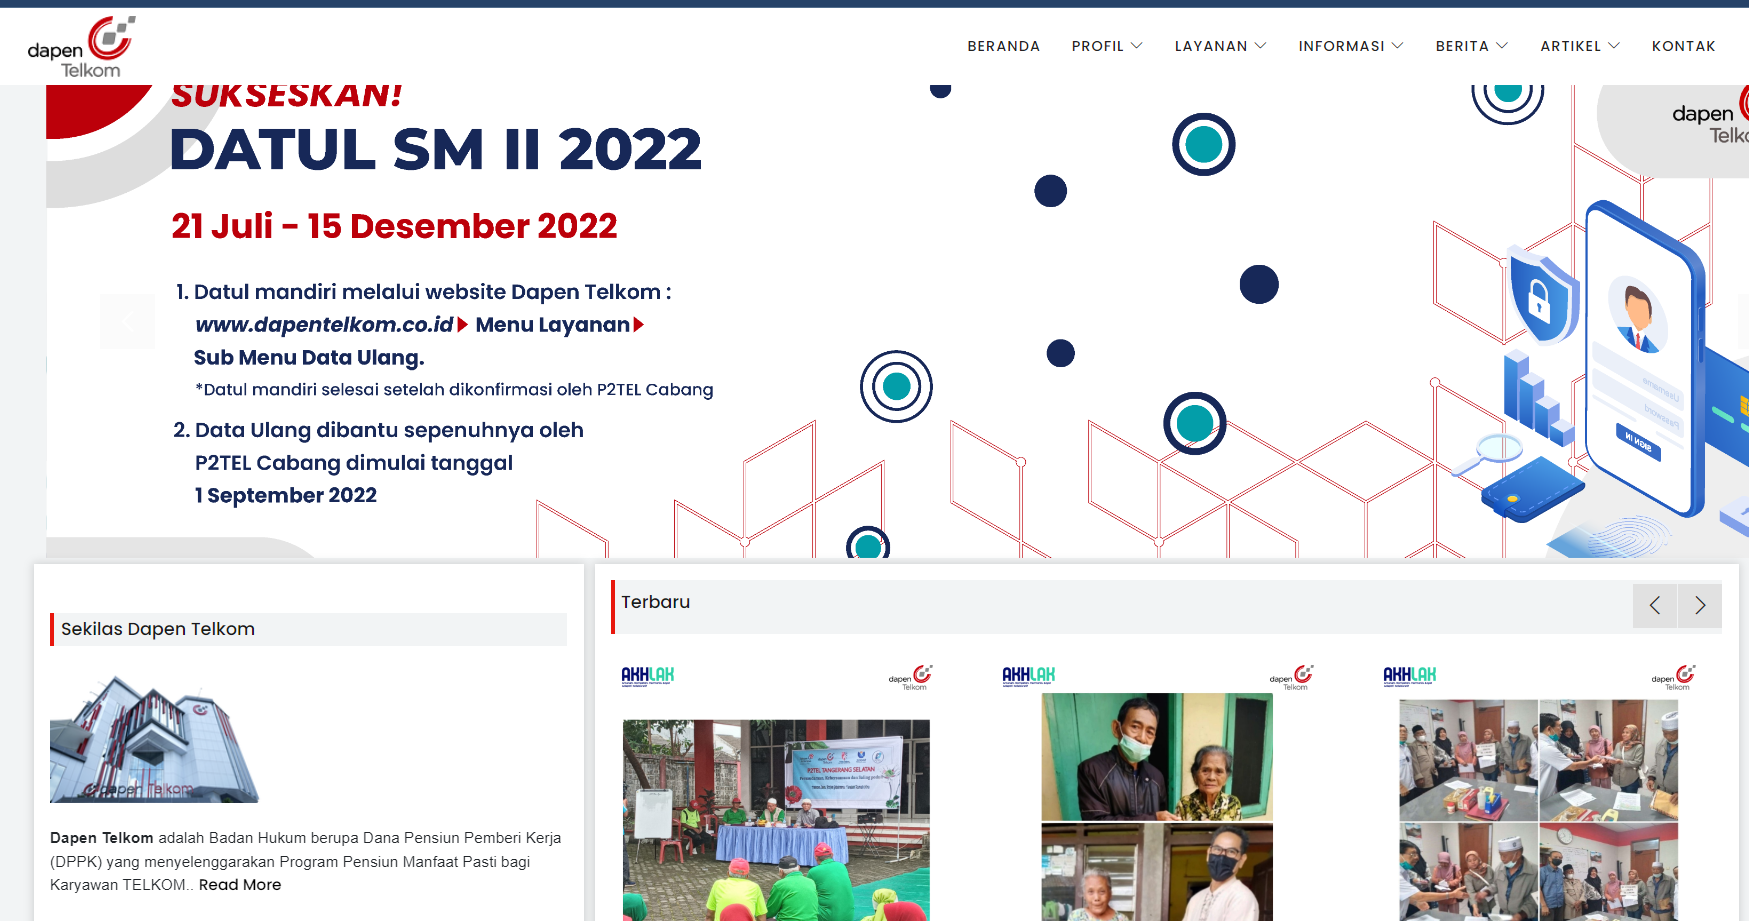 dapen
Telkom
BERANDA
PROFIL
LAYANAN
INFORMASI
BERITA
ARTIKEL
KONTAK
SUKSESKAN!
DATUL SM II 2022
21 Juli - 15 Desember 2022
1. Datul mandiri melalui website Dapen Telkom :
www.dapentelkom.co.id Menu Layanan
Sub Menu Data Ulang.
*Datul mandiri selesai setelah dikonfirmasi oleh P2TEL Cabang
2. Data Ulang dibantu sepenuhnya oleh
P2TEL Cabang dimulai tanggal
1 September 2022
dapen
Username
Password
SIGN IN
Sekilas Dapen Telkom
dapen Telkom
Dapen Telkom adalah Badan Hukum berupa Dana Pensiun Pemberi Kerja
(DPPK) yang menyelenggarakan Program Pensiun Manfaat Pasti bagi
Karyawan TELKOM.. Read More
Terbaru
AKHLAK
dapen
Telkom
P2TEL TANGERANG SELATAN
AKHLAK
dapen
Telkom
AKHLAK
dapen
Telkom